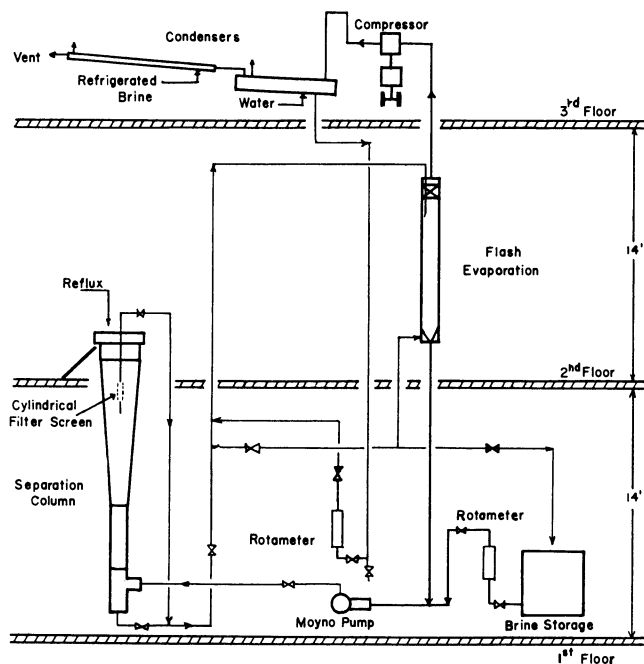 Compressor
Condensers
Vent
Refrigerated
Brine
Water
3rd Floor
14'
Flash
Evaporation
Reflux
2nd Floor
Cylindrical
Filter Screen
Separation
Column
14'
Rotameter
Rotameter
Moyno Pump
Brine Storage
1st Floor